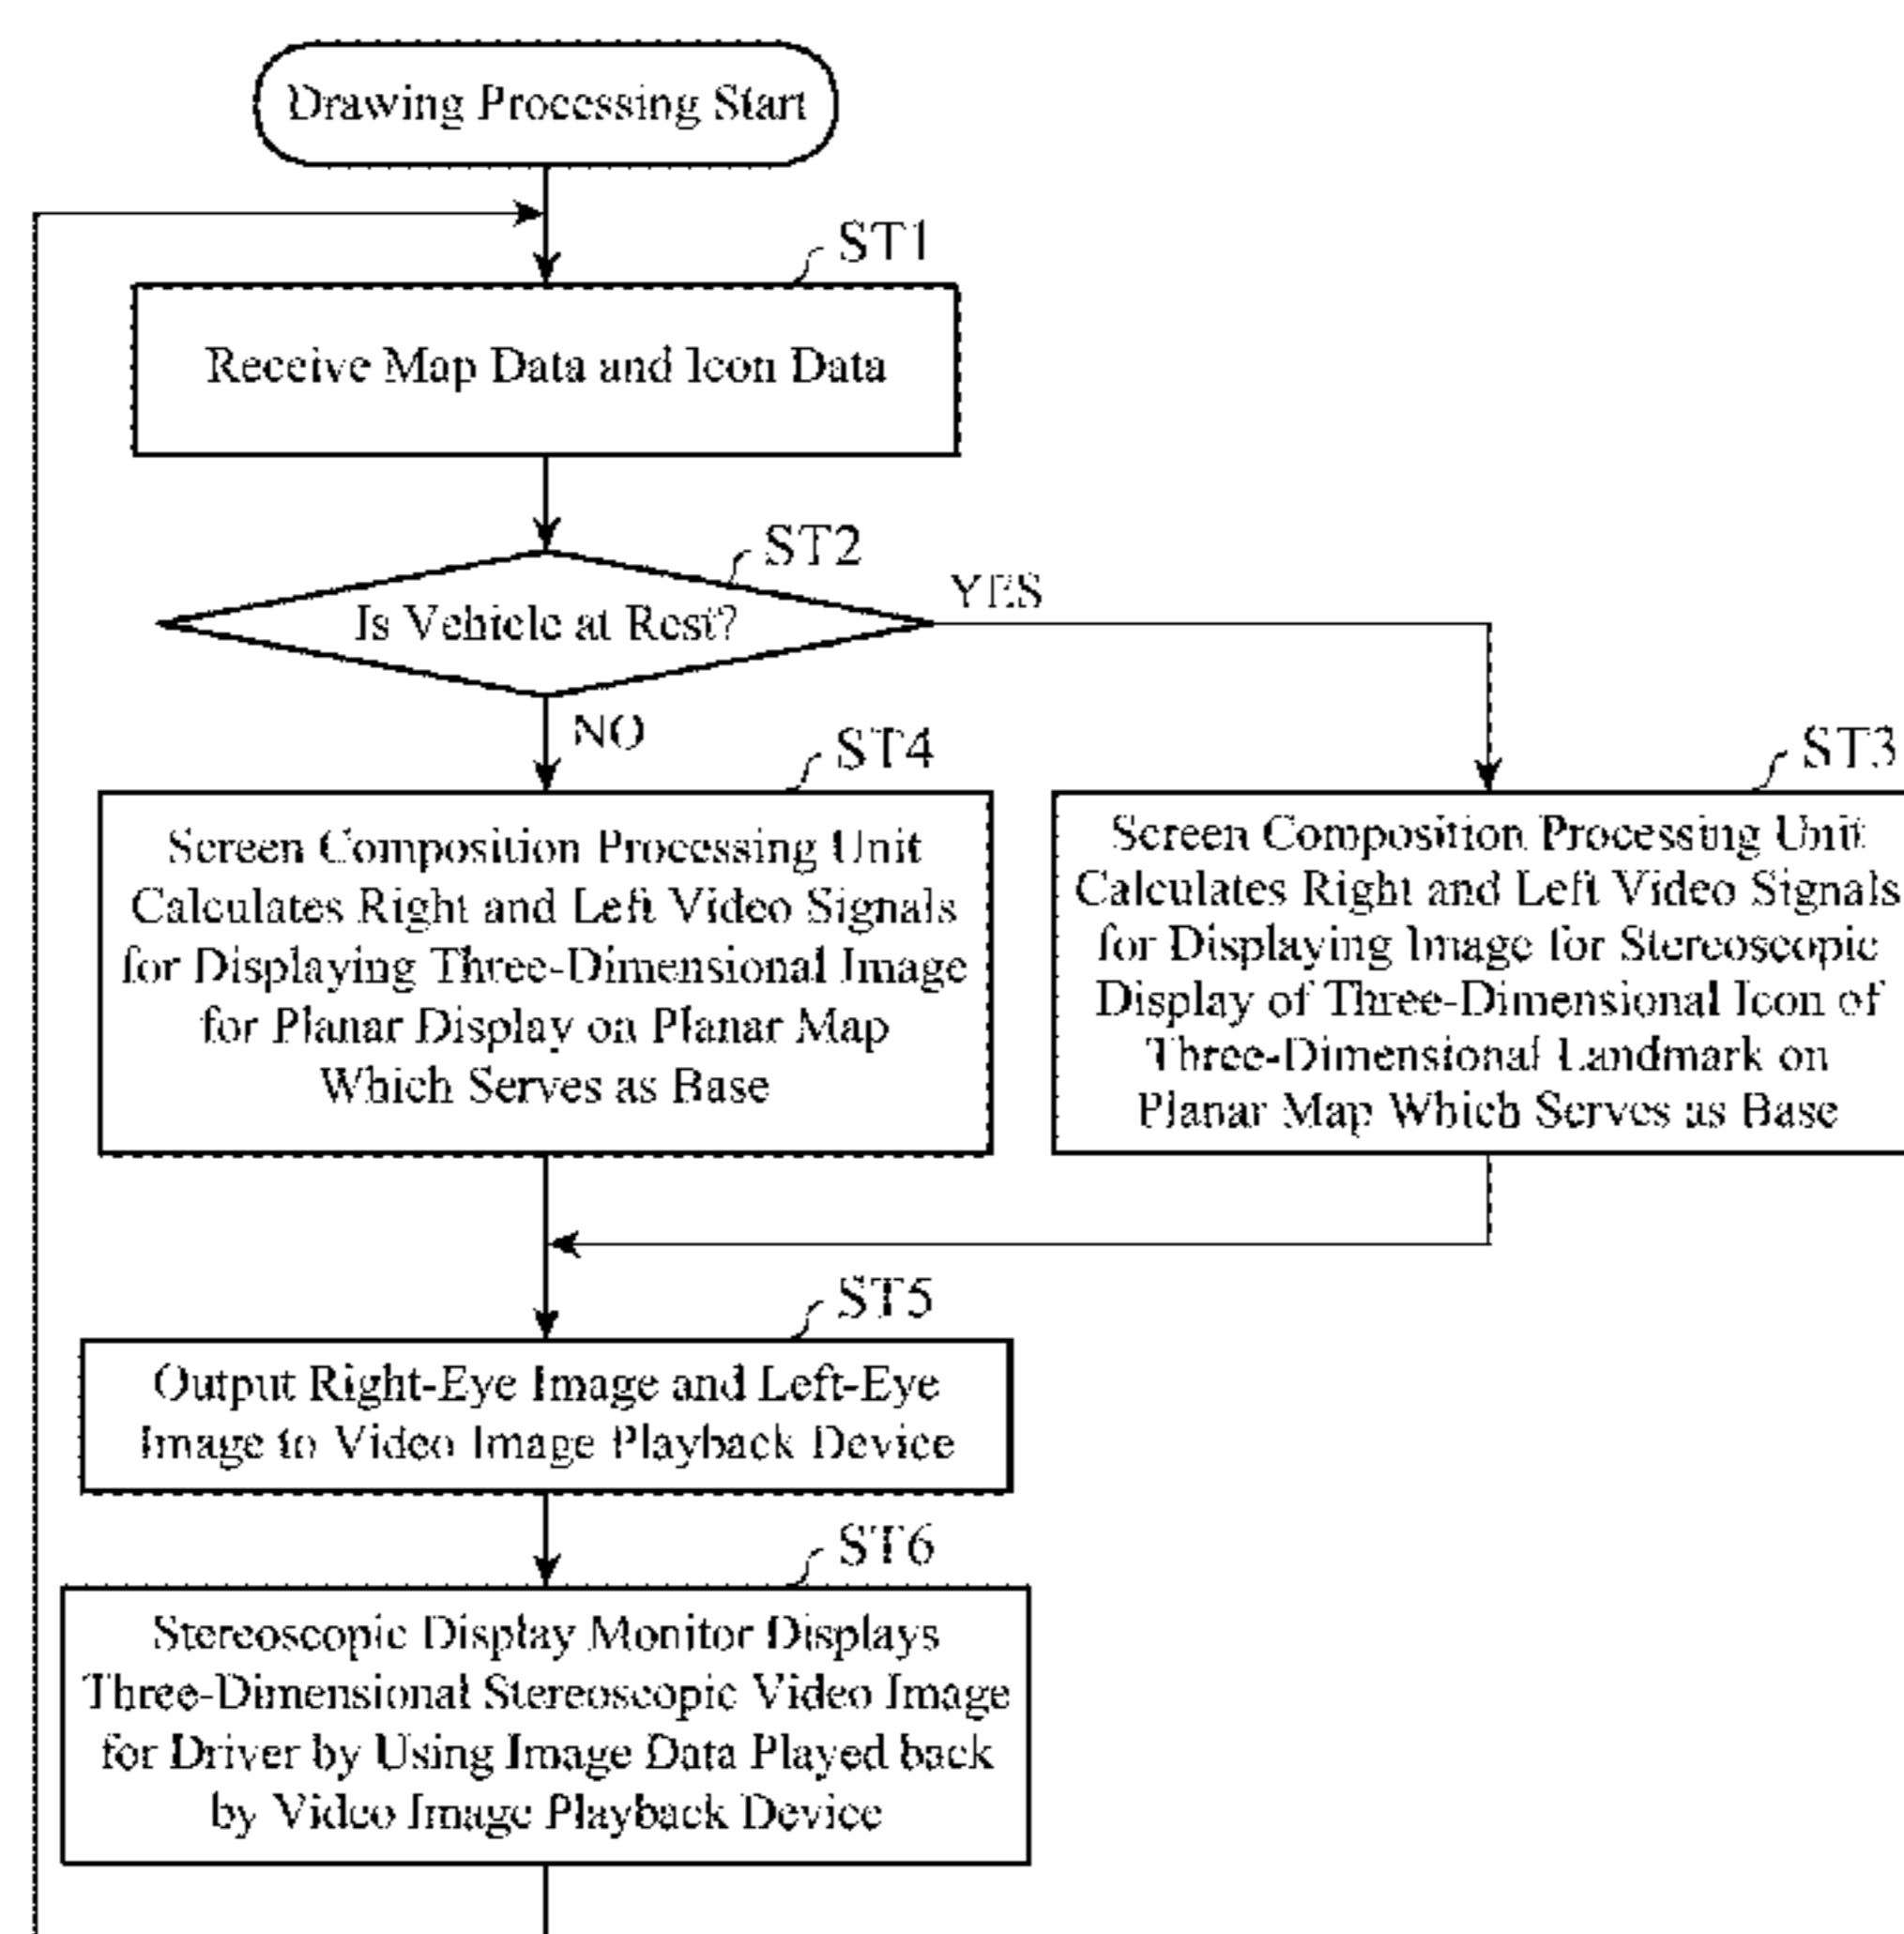 Drawing Processing Start
ST1
Receive Map Data and Icon Data
ST2
Is Vehicle at Rest?
YES
NO
ST4
Screen Composition Processing Unit
Calculates Right and Left Video Signals
for Displaying Three-Dimensional Image
for Planar Display on Planar Map
Which Serves as Base
ST3
Screen Composition Processing Unit
Calculates Right and Left Video Signals
for Displaying Image for Stereoscopic
Display of Three-Dimensional Icon of
Three-Dimensional Landmark on
Planar Map Which Serves as Base
ST5
Output Right-Eye Image and Left-Eye
Image to Video Image Playback Device
ST6
Stereoscopic Display Monitor Displays
Three-Dimensional Stereoscopic Video Image
for Driver by Using Image Data Played back
by Video Image Playback Device